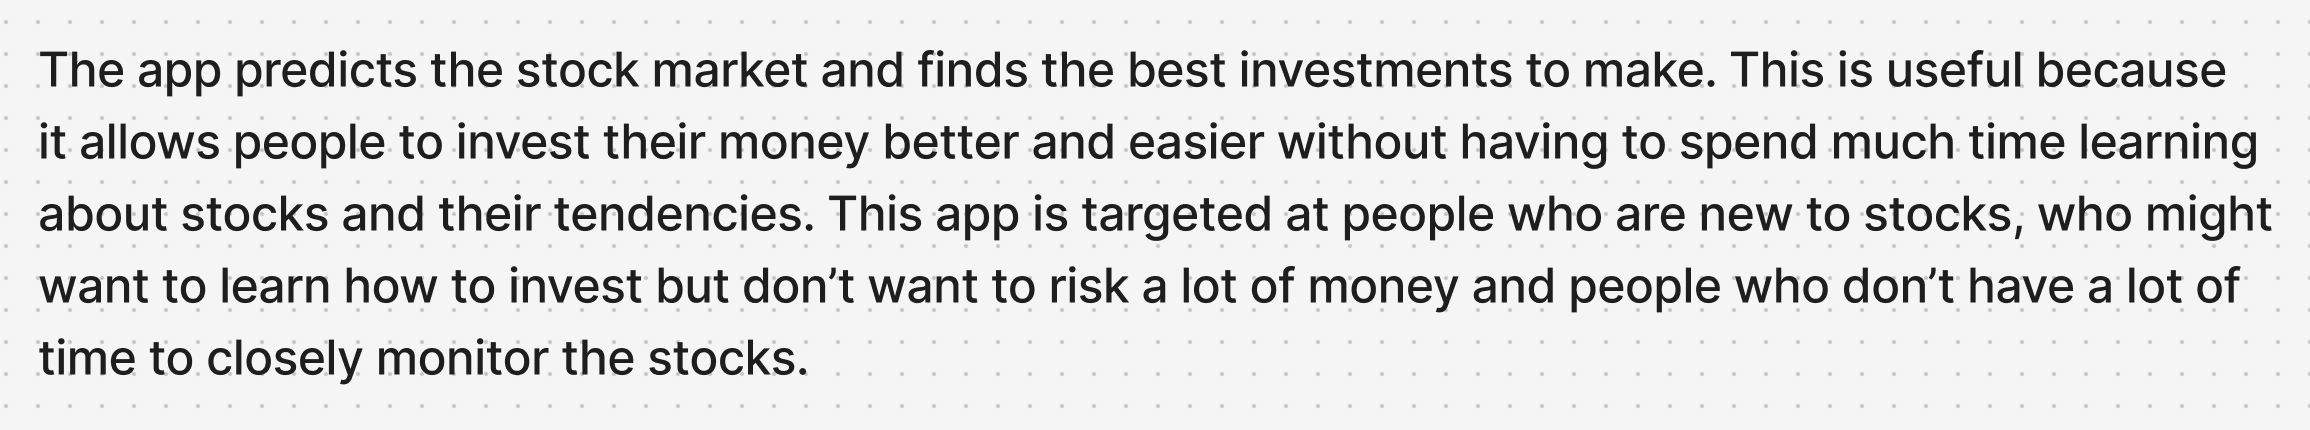 The app predicts the stock market and finds the best investments to make. This is useful because
it allows people to invest their money better and easier without having to spend much time learning
about stocks and their tendencies. This app is targeted at people who are new to stocks, who might
want to learn how to invest but don’t want to risk a lot of money and people who don’t have a lot of
time to closely monitor the stocks.